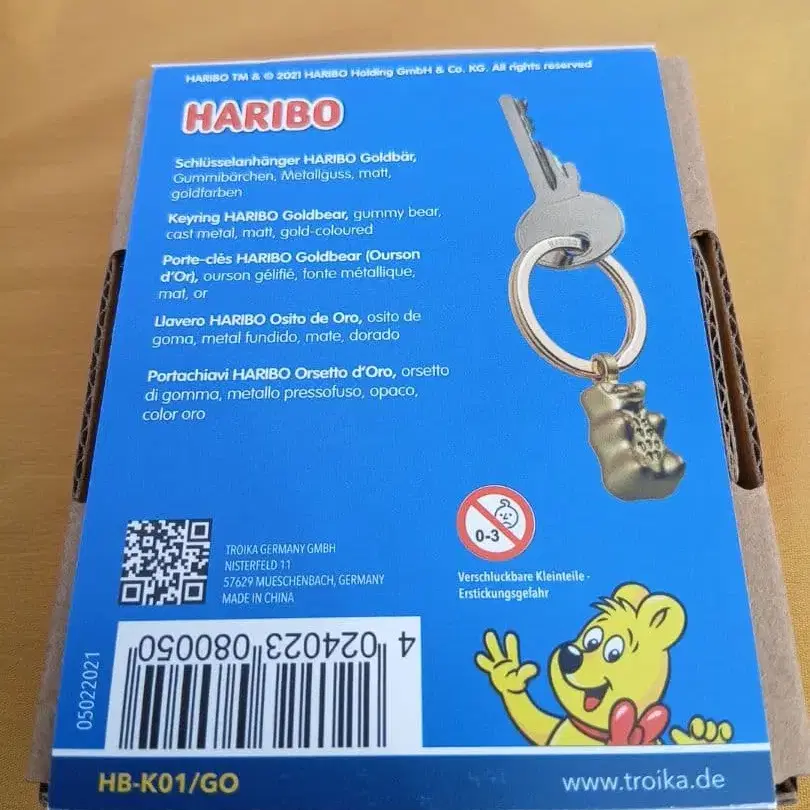 HARIBO TM & © 2021 HARIBO Holding GmbH & Co. KG. All rights reserved
HARIBO
Schlüsselanhänger HARIBO Goldbär,
Gummibärchen, Metallguss, matt,
goldfarben
Keyring HARIBO Goldbear, gummy bear,
cast metal, matt, gold-coloured
Porte-clés HARIBO Goldbear (Ourson
d'Or), ourson gélifié, fonte métallique,
mat, or
Llavero HARIBO Osito de Oro, osito de
goma, metal fundido, mate, dorado
Portachiavi HARIBO Orsetto d'Oro, orsetto
di gomma, metallo pressofuso, opaco,
color oro
HARIBO
TROIKA GERMANY GMBH
NISTERFELD 11
57629 MUESCHENBACH, GERMANY
MADE IN CHINA
0-3
Verschluckbare Kleinteile -
Erstickungsgefahr
4 024023 080050
05022021
HB-K01/GO
www.troika.de